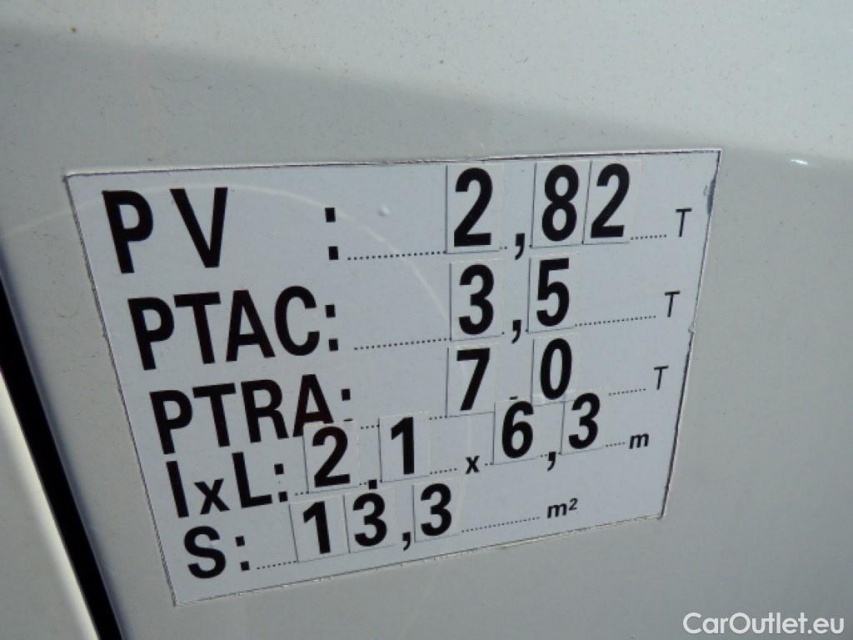 PV : 2,82 T
PTAC: 3,5 T
PTRA: 7,0 T
lxL: 2,1 x 6,3 m
S: 13,3 m²
CarOutlet.eu